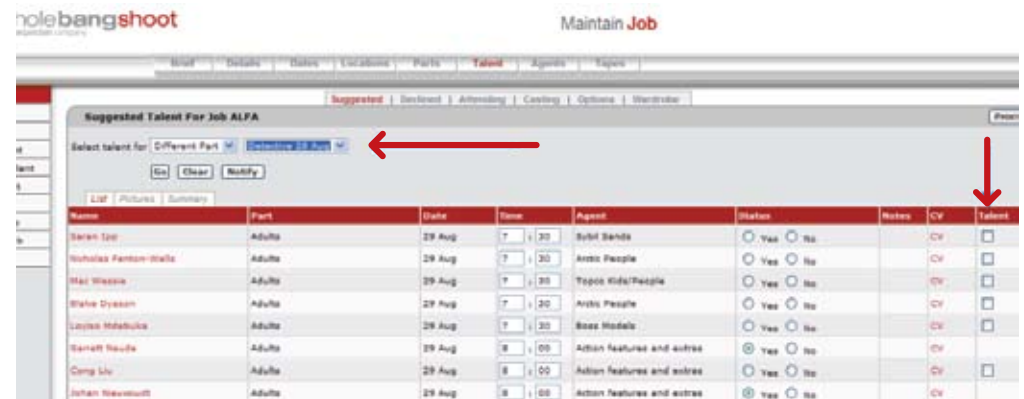 holebangshoot Maintain Job
Brief | Details | Dates | Locations | Parts | Talent | Agents | Tapes
Suggested | Declined | Attending | Casting | Options | Wardrobe
Suggested Talent For Job ALFA
Select talent for Different Part Detective 29 Aug
Go Clear Notify
List Pictures Summary
Name Part Date Time Agent Status Notes CV Talent
Adults 29 Aug 7 : 30 Sybil Sands Yes No CV
Nicholas Panton-Wells Adults 29 Aug 7 : 30 Artic People Yes No CV
Mac Wessie Adults 29 Aug 7 : 30 Topco Kids/People Yes No CV
Blake Dyason Adults 29 Aug 7 : 30 Artic People Yes No CV
Adults 29 Aug 7 : 30 Boss Models Yes No CV
Garrett Naude Adults 29 Aug 8 : 00 Action features and extras Yes No CV
Cong Liu Adults 29 Aug 8 : 00 Action features and extras Yes No CV
Johan Adults 29 Aug 8 : 00 Action features and extras Yes No CV